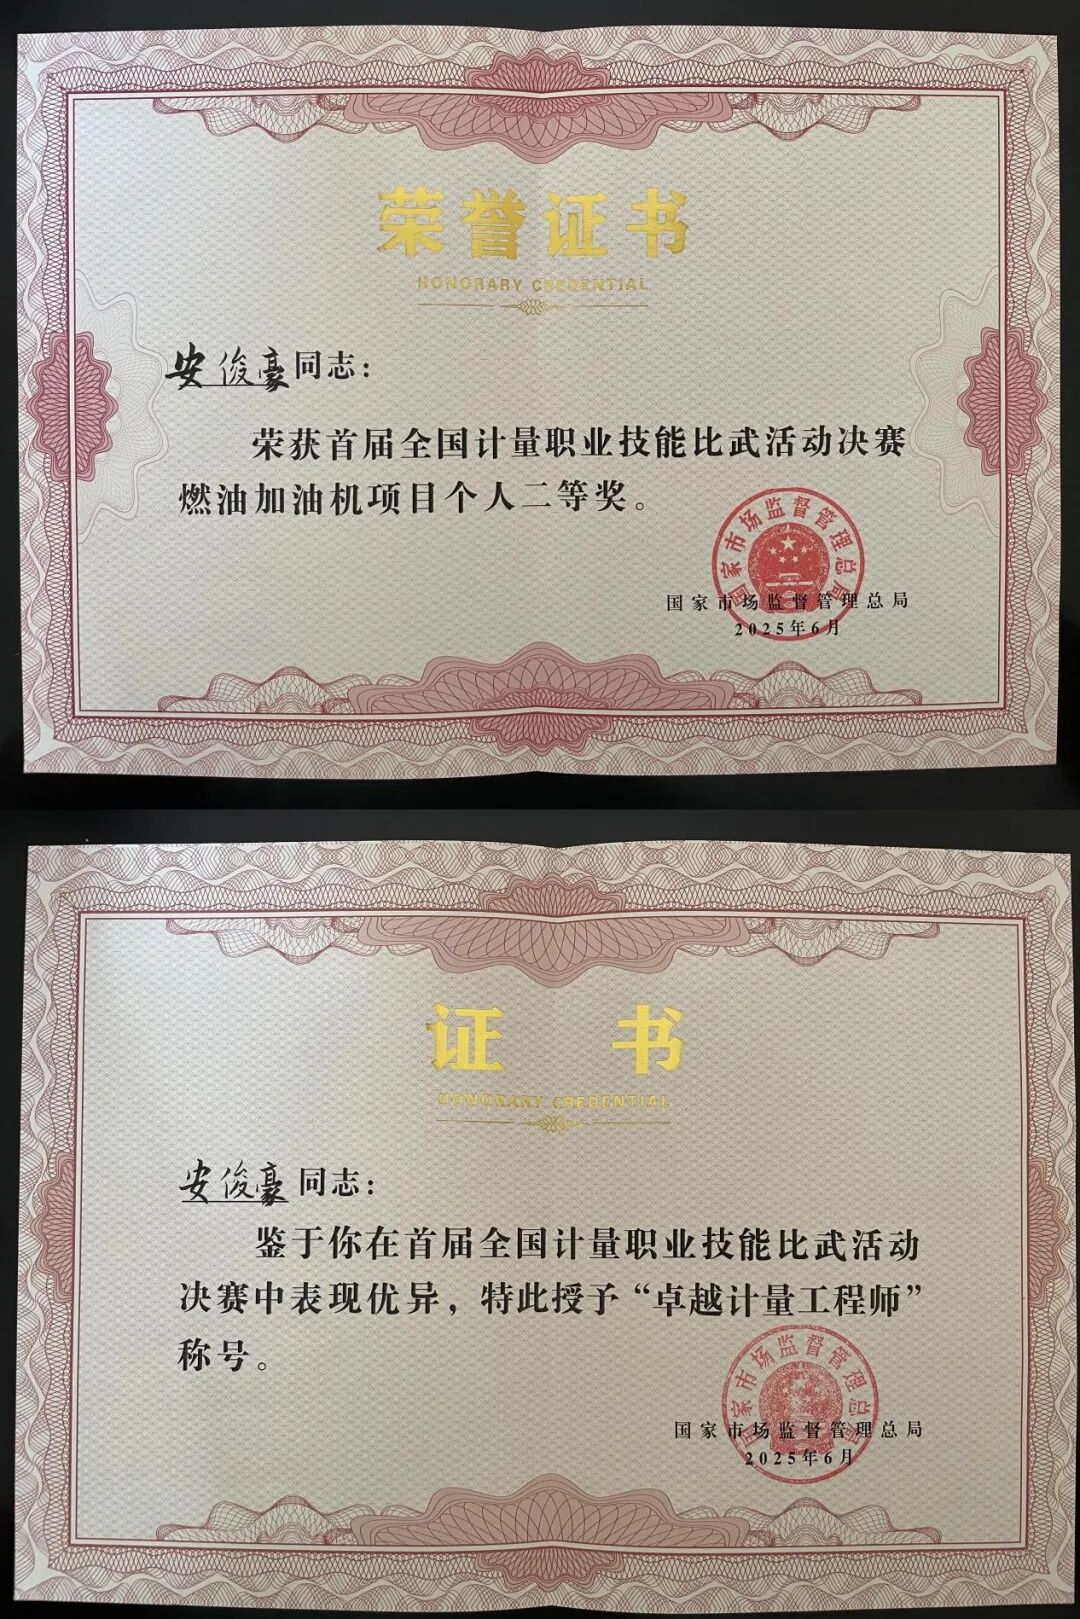 荣誉证书
HONORARY CREDENTIAL
安俊豪同志：
荣获首届全国计量职业技能比武活动决赛
燃油加油机项目个人二等奖。
国家市场监督管理总局
国家市场监督管理总局
2025年6月
证 书
HONORARY CREDENTIAL
安俊豪同志：
鉴于你在首届全国计量职业技能比武活动
决赛中表现优异，特此授予“卓越计量工程师”
称号。
国家市场监督管理总局
国家市场监督管理总局
2025年6月